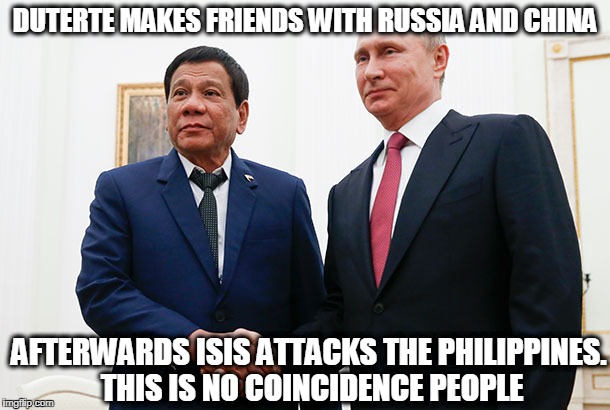 DUTERTE MAKES FRIENDS WITH RUSSIA AND CHINA
AFTERWARDS ISIS ATTACKS THE PHILIPPINES.
THIS IS NO COINCIDENCE PEOPLE
imgflip.com